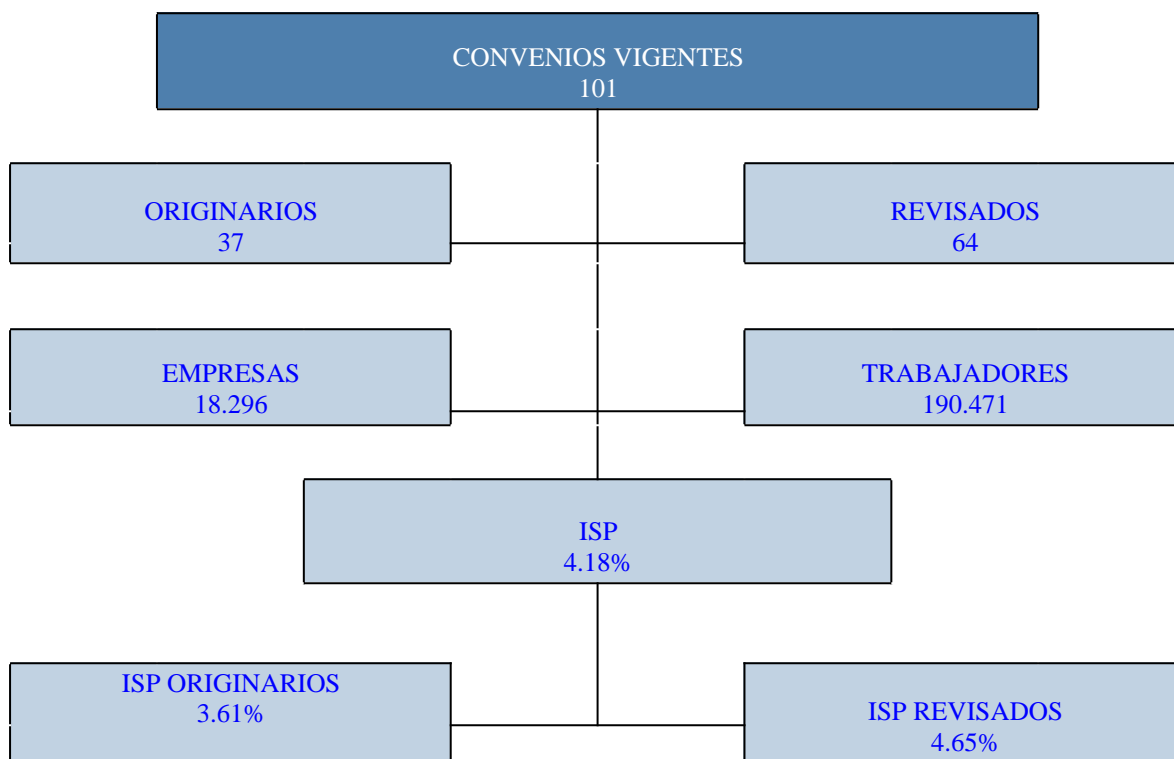 CONVENIOS VIGENTES
101
ORIGINARIOS
37
REVISADOS
64
EMPRESAS
18.296
TRABAJADORES
190.471
ISP
4.18%
ISP ORIGINARIOS
3.61%
ISP REVISADOS
4.65%